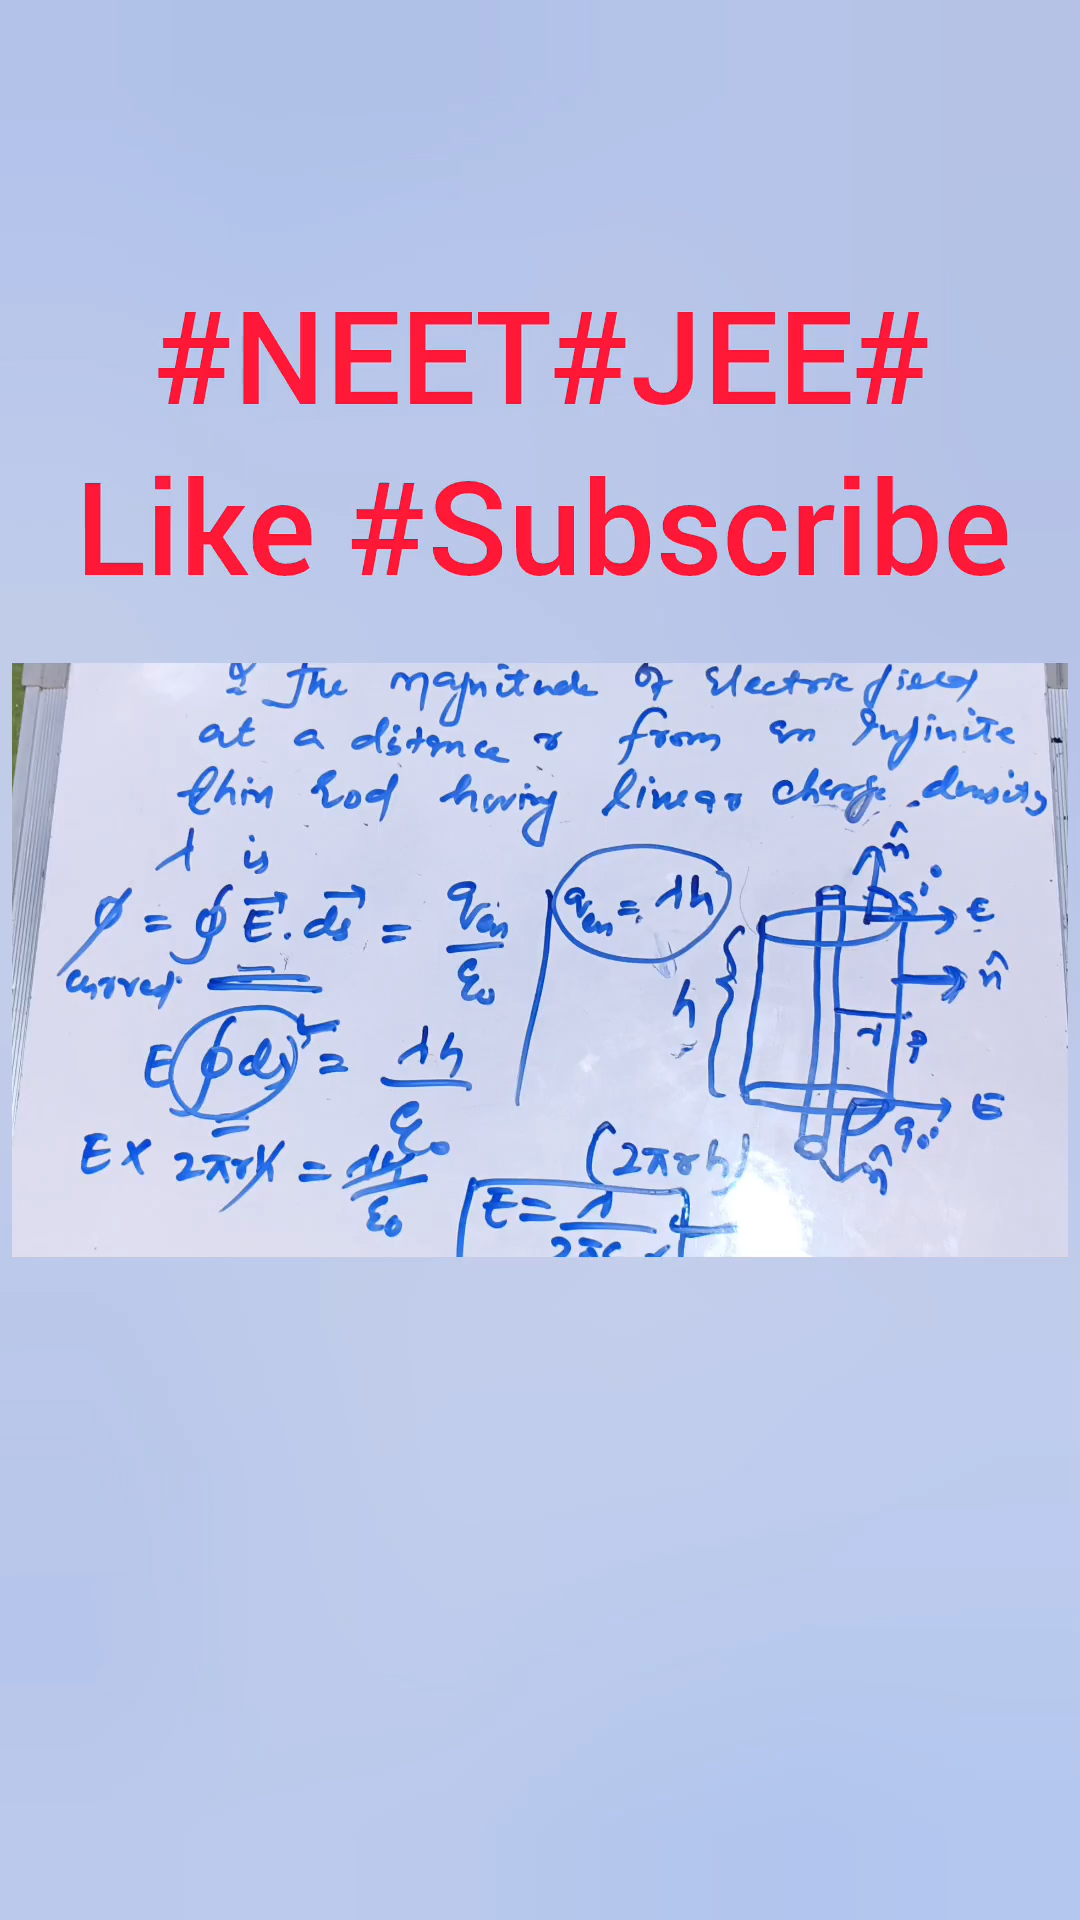 #NEET#JEE#
Like #Subscribe
Q The magnitude of Electric field
at a distance r from an Infinite
thin Rod having linear charge density
λ is
ϕ = ∮ E⃗ . ds⃗ = qen / ε₀
curved
qen = λh
E ∮ ds = λh / ε₀
E × 2πrh = λh / ε₀
(2πrh)
E = λ
n̂
E
n̂
h
r
P
E
90°
n̂